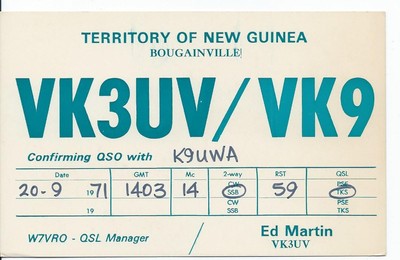 TERRITORY OF NEW GUINEA
BOUGAINVILLE
VK3UV/VK9
Confirming QSO with K9UWA
Date GMT Mc 2-way RST QSL
20-9 1971 1403 14 CW SSB 59 PSE TKS
19 CW SSB PSE TKS
W7VRO - QSL Manager / Ed Martin
VK3UV